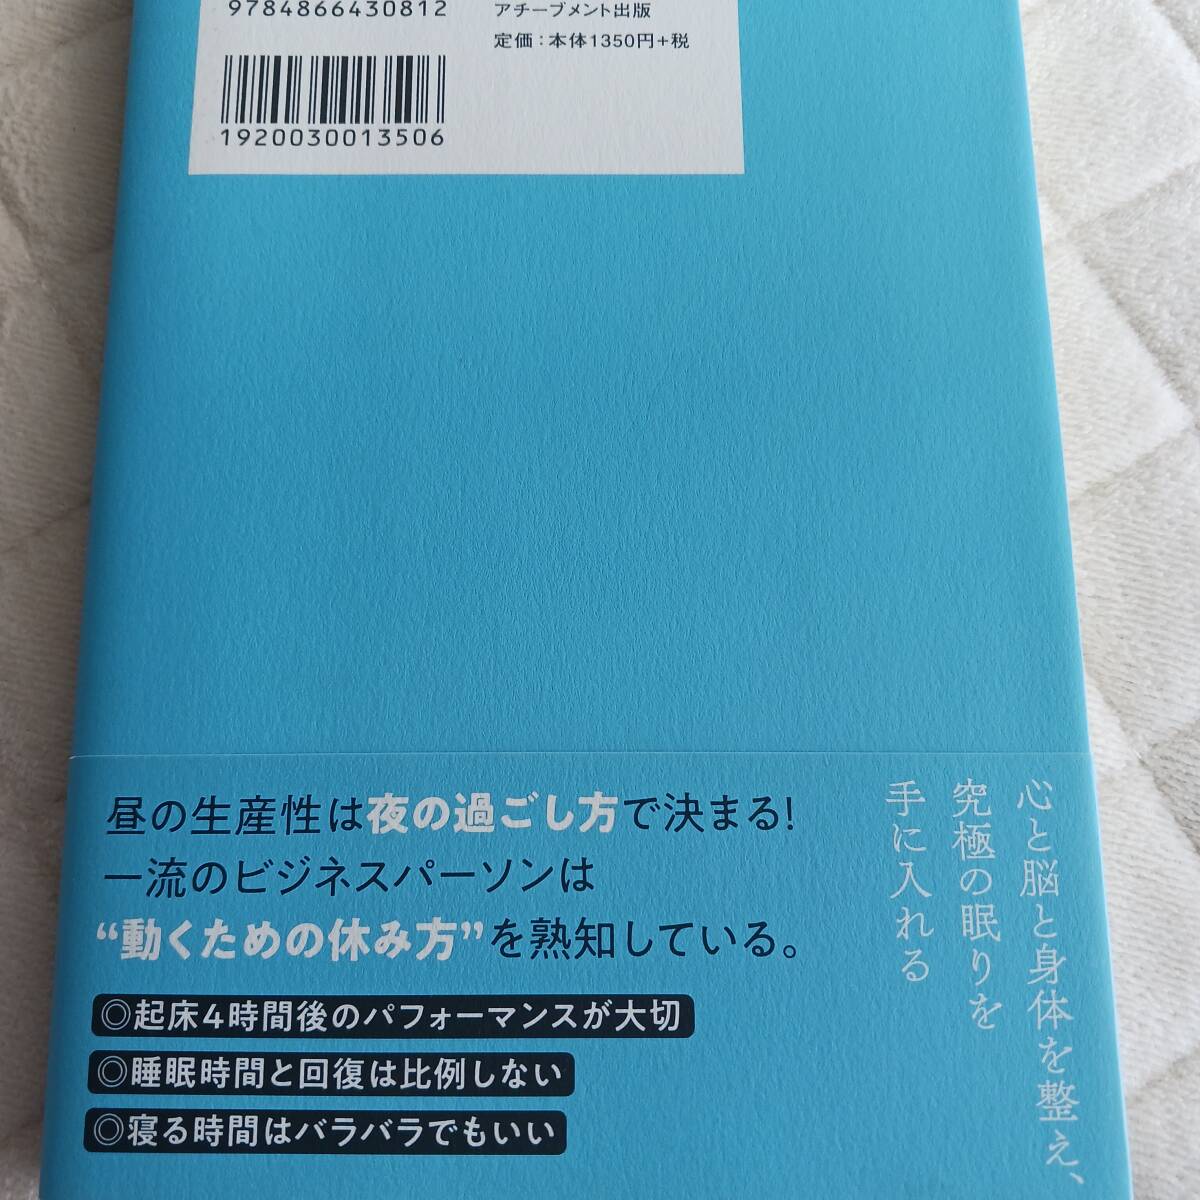 9784866430812
アチーブメント出版
定価：本体1350円+税
1920030013506
昼の生産性は夜の過ごし方で決まる!
一流のビジネスパーソンは
“動くための休み方”を熟知している。
◎起床4時間後のパフォーマンスが大切
◎睡眠時間と回復は比例しない
◎寝る時間はバラバラでもいい
心と脳と身体を整え、
究極の眠りを
手に入れる